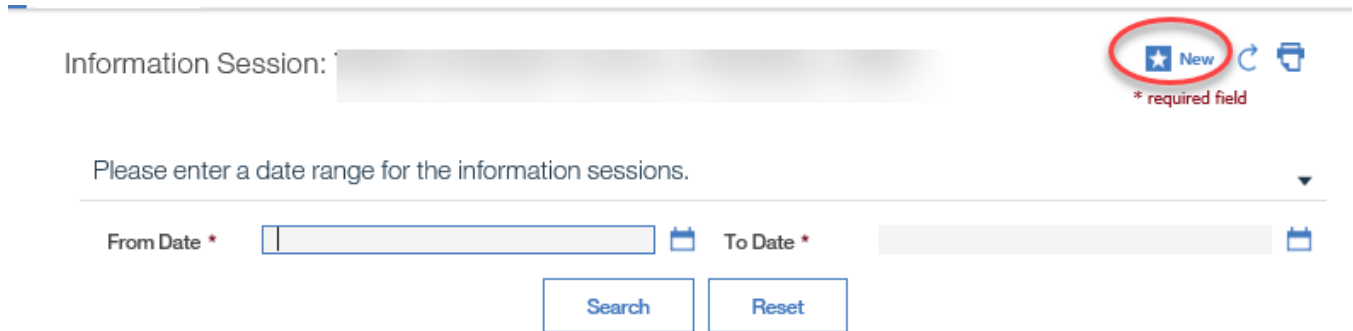 Information Session:
New
* required field
Please enter a date range for the information sessions.
From Date * To Date *
Search Reset